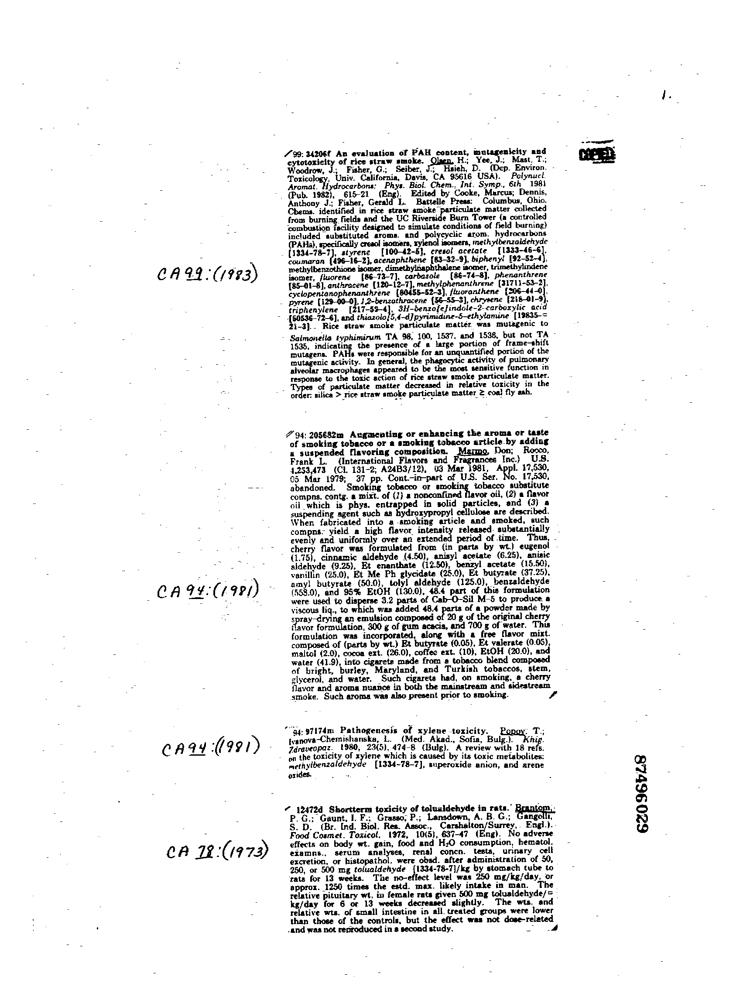 1.
COPIED
99: 34206f An evaluation of PAH content, mutagenicity and
cytotoxicity of rice straw smoke. Olsen, H.; Yee, J.; Mast, T.;
Woodrow, J.; Fisher, G.; Seiber, J.; Hsieh, D. (Dep. Environ.
Toxicology, Univ. California, Davis, CA 95616 USA). Polynucl.
Aromat. Hydrocarbons: Phys. Biol. Chem., Int. Symp., 6th 1981
(Pub. 1982), 615-21 (Eng). Edited by Cooke, Marcus; Dennis,
Anthony J.; Fisher, Gerald L. Battelle Press: Columbus, Ohio.
Chems. identified in rice straw smoke particulate matter collected
from burning fields and the UC Riverside Burn Tower (a controlled
combustion facility designed to simulate conditions of field burning)
included substituted aroms. and polycyclic arom. hydrocarbons
(PAHs), specifically cresol isomers, xylenol isomers, methylbenzaldehyde
[1334-78-7], styrene [100-42-5], cresol acetate [1333-46-6],
coumaran [496-16-2], acenaphthene [83-32-9], biphenyl [92-52-4],
methylbenzothione isomer, dimethylnaphthalene isomer, trimethylindene
isomer, fluorene [86-73-7], carbazole [86-74-8], phenanthrene
[85-01-8], anthracene [120-12-7], methylphenanthrene [31711-53-2],
cyclopentanophenanthrene [80455-52-3], fluoranthene [206-44-0],
pyrene [129-00-0], 1,2-benzathracene [56-55-3], chrysene [218-01-9],
triphenylene [217-59-4], 3H-benzo[e]indole-2-carboxylic acid
[50536-72-4], and thiazolo[5,4-d]pyrimidine-5-ethylamine [19835-=
21-3]. Rice straw smoke particulate matter was mutagenic to
Salmonella typhimirum TA 98, 100, 1537, and 1538, but not TA
1535, indicating the presence of a large portion of frame-shift
mutagens. PAHs were responsible for an unquantified portion of the
mutagenic activity. In general, the phagocytic activity of pulmonary
alveolar macrophages appeared to be the most sensitive function in
response to the toxic action of rice straw smoke particulate matter.
Types of particulate matter decreased in relative toxicity in the
order: silica > rice straw smoke particulate matter ≥ coal fly ash.
CA 99:(1983)
94: 205682m Augmenting or enhancing the aroma or taste
of smoking tobacco or a smoking tobacco article by adding
a suspended flavoring composition. Marmo, Don; Rocco,
Frank L. (International Flavors and Fragrances Inc.) U.S.
4,253,473 (Cl. 131-2; A24B3/12), 03 Mar 1981, Appl. 17,530,
05 Mar 1979; 37 pp. Cont.-in-part of U.S. Ser. No. 17,530,
abandoned. Smoking tobacco or smoking tobacco substitute
compns. contg. a mixt. of (1) a nonconfined flavor oil, (2) a flavor
oil which is phys. entrapped in solid particles, and (3) a
suspending agent such as hydroxypropyl cellulose are described.
When fabricated into a smoking article and smoked, such
compns. yield a high flavor intensity released substantially
evenly and uniformly over an extended period of time. Thus,
cherry flavor was formulated from (in parts by wt.) eugenol
(1.75), cinnamic aldehyde (4.50), anisyl acetate (6.25), anisic
aldehyde (9.25), Et enanthate (12.50), benzyl acetate (15.50),
vanillin (25.0), Et Me Ph glycidate (25.0), Et butyrate (37.25),
amyl butyrate (50.0), tolyl aldehyde (125.0), benzaldehyde
(558.0), and 95% EtOH (130.0), 48.4 part of this formulation
were used to disperse 3.2 parts of Cab-O-Sil M-5 to produce a
viscous liq., to which was added 48.4 parts of a powder made by
spray-drying an emulsion composed of 20 g of the original cherry
flavor formulation, 300 g of gum acacia, and 700 g of water. This
formulation was incorporated, along with a free flavor mixt.
composed of (parts by wt.) Et butyrate (0.05), Et valerate (0.05),
maltol (2.0), cocoa ext. (26.0), coffee ext. (10), EtOH (20.0), and
water (41.9), into cigarets made from a tobacco blend composed
of bright, burley, Maryland, and Turkish tobaccos, stem,
glycerol, and water. Such cigarets had, on smoking, a cherry
flavor and aroma nuance in both the mainstream and sidestream
smoke. Such aroma was also present prior to smoking.
CA 94:(1981)
94: 97174m Pathogenesis of xylene toxicity. Popov, T.;
Ivanova-Chemishanska, L. (Med. Akad., Sofia, Bulg.). Khig.
Zdraveopaz. 1980, 23(5), 474-8 (Bulg). A review with 18 refs.
on the toxicity of xylene which is caused by its toxic metabolites:
methylbenzaldehyde [1334-78-7], superoxide anion, and arene
oxides.
CA 94:(1981)
12472d Shortterm toxicity of tolualdehyde in rats. Brantom,
P. G.; Gaunt, I. F.; Grasso, P.; Lansdown, A. B. G.; Gangolli,
S. D. (Br. Ind. Biol. Res. Assoc., Carshalton/Surrey, Engl.).
Food Cosmet. Toxicol. 1972, 10(5), 637-47 (Eng). No adverse
effects on body wt. gain, food and H2O consumption, hematol.
examns., serum analyses, renal concn. tests, urinary cell
excretion, or histopathol. were obsd. after administration of 50,
250, or 500 mg tolualdehyde [1334-78-7]/kg by stomach tube to
rats for 13 weeks. The no-effect level was 250 mg/kg/day, or
approx. 1250 times the estd. max. likely intake in man. The
relative pituitary wt. in female rats given 500 mg tolualdehyde/=
kg/day for 6 or 13 weeks decreased slightly. The wts. and
relative wts. of small intestine in all treated groups were lower
than those of the controls, but the effect was not dose-related
and was not reproduced in a second study.
CA 78:(1973)
87496029